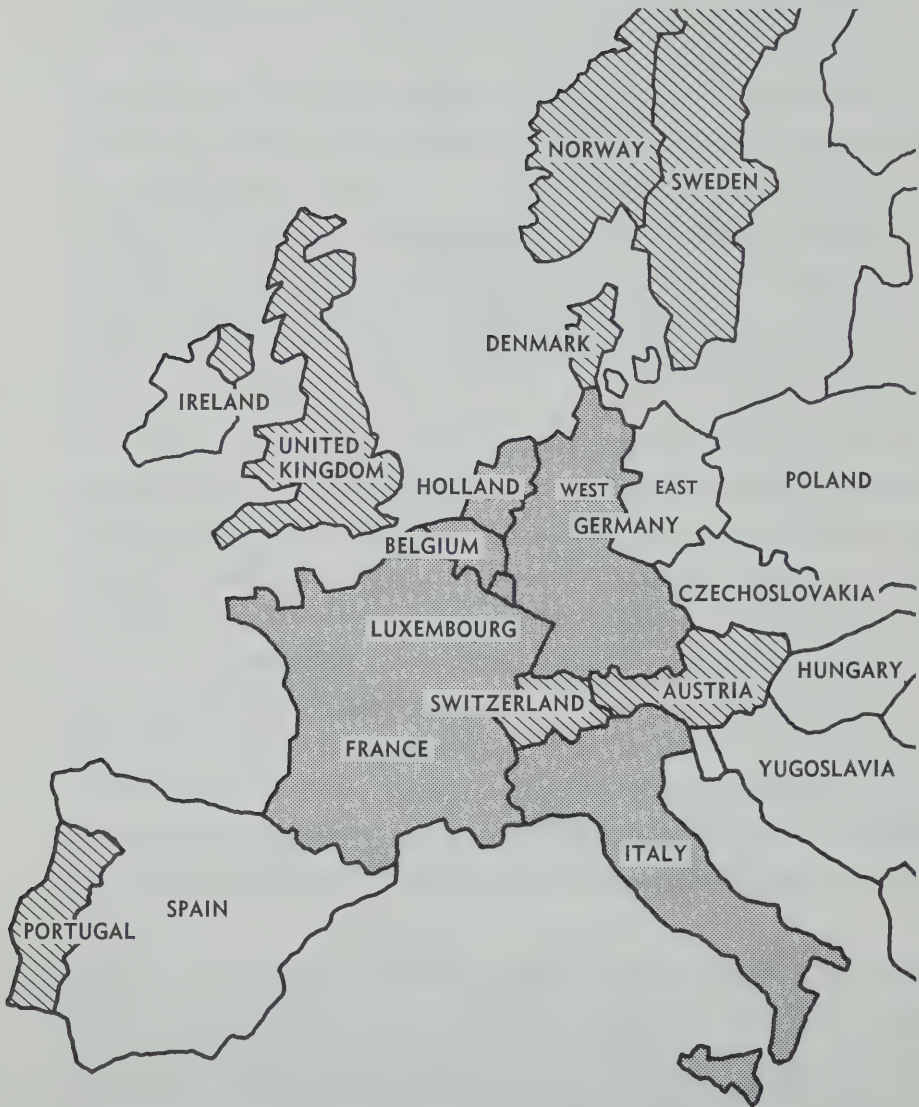 NORWAY
SWEDEN
DENMARK
IRELAND
UNITED
KINGDOM
HOLLAND
WEST
EAST
GERMANY
POLAND
BELGIUM
CZECHOSLOVAKIA
LUXEMBOURG
HUNGARY
SWITZERLAND
AUSTRIA
FRANCE
YUGOSLAVIA
ITALY
SPAIN
PORTUGAL